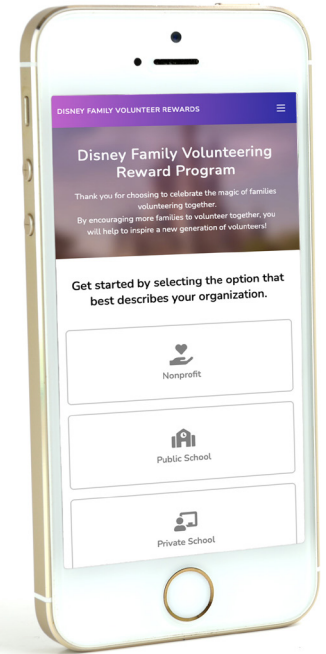 DISNEY FAMILY VOLUNTEER REWARDS
Disney Family Volunteering
Reward Program
Thank you for choosing to celebrate the magic of families
volunteering together.
By encouraging more families to volunteer together, you
will help to inspire a new generation of volunteers!
Get started by selecting the option that
best describes your organization.
Nonprofit
Public School
Private School